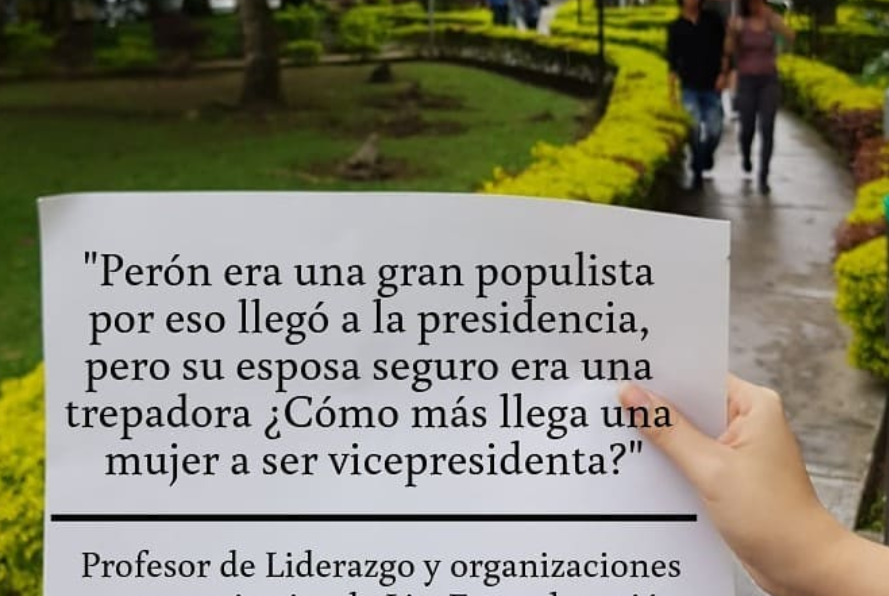 "Perón era una gran populista
por eso llegó a la presidencia,
pero su esposa seguro era una
trepadora ¿Cómo más llega una
mujer a ser vicepresidenta?"
Profesor de Liderazgo y organizaciones